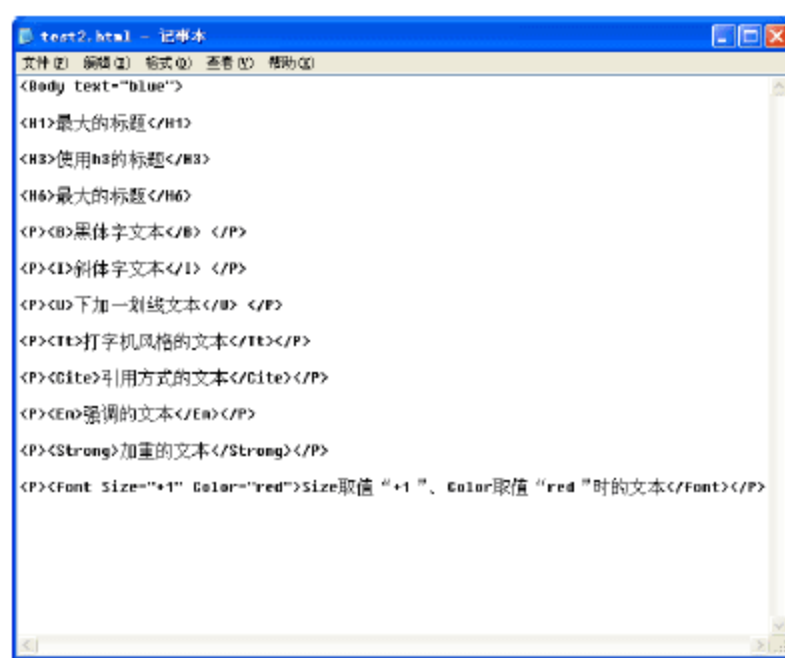 test2.html - 记事本
文件(F) 编辑(E) 格式(O) 查看(V) 帮助(H)
<Body text="blue">
<H1>最大的标题</H1>
<H3>使用h3的标题</H3>
<H6>最大的标题</H6>
<P><B>黑体字文本</B> </P>
<P><I>斜体字文本</I> </P>
<P><U>下加一划线文本</U> </P>
<P><Tt>打字机风格的文本</Tt></P>
<P><Cite>引用方式的文本</Cite></P>
<P><Em>强调的文本</Em></P>
<P><Strong>加重的文本</Strong></P>
<P><Font Size="+1" Color="red">Size取值“+1”、Color取值“red”时的文本</Font></P>